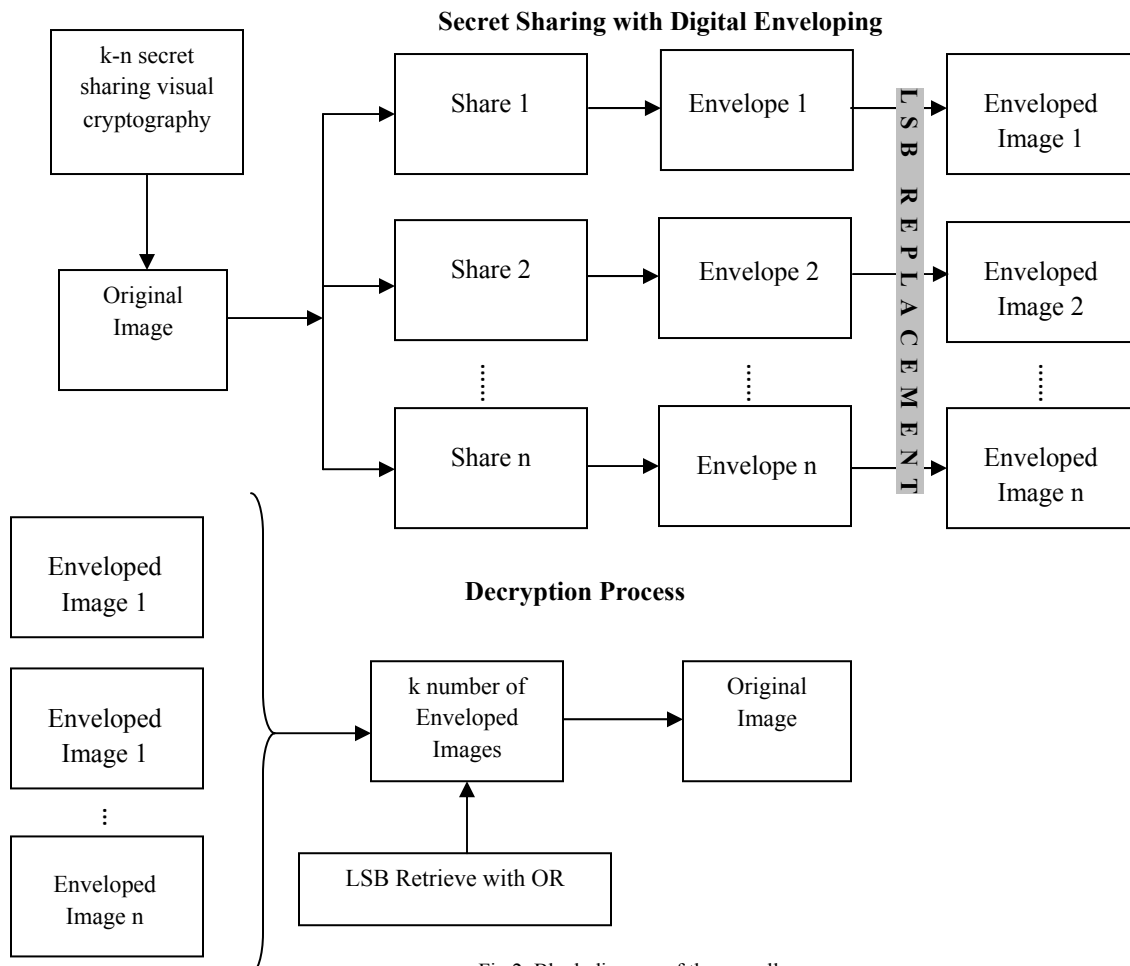 Secret Sharing with Digital Enveloping
k-n secret
sharing visual
cryptography
Original
Image
Share 1
Envelope 1
Enveloped
Image 1
Share 2
Envelope 2
Enveloped
Image 2
Share n
Envelope n
Enveloped
Image n
LSB REPLACEMENT
Decryption Process
Enveloped
Image 1
Enveloped
Image 1
Enveloped
Image n
k number of
Enveloped
Images
Original
Image
LSB Retrieve with OR